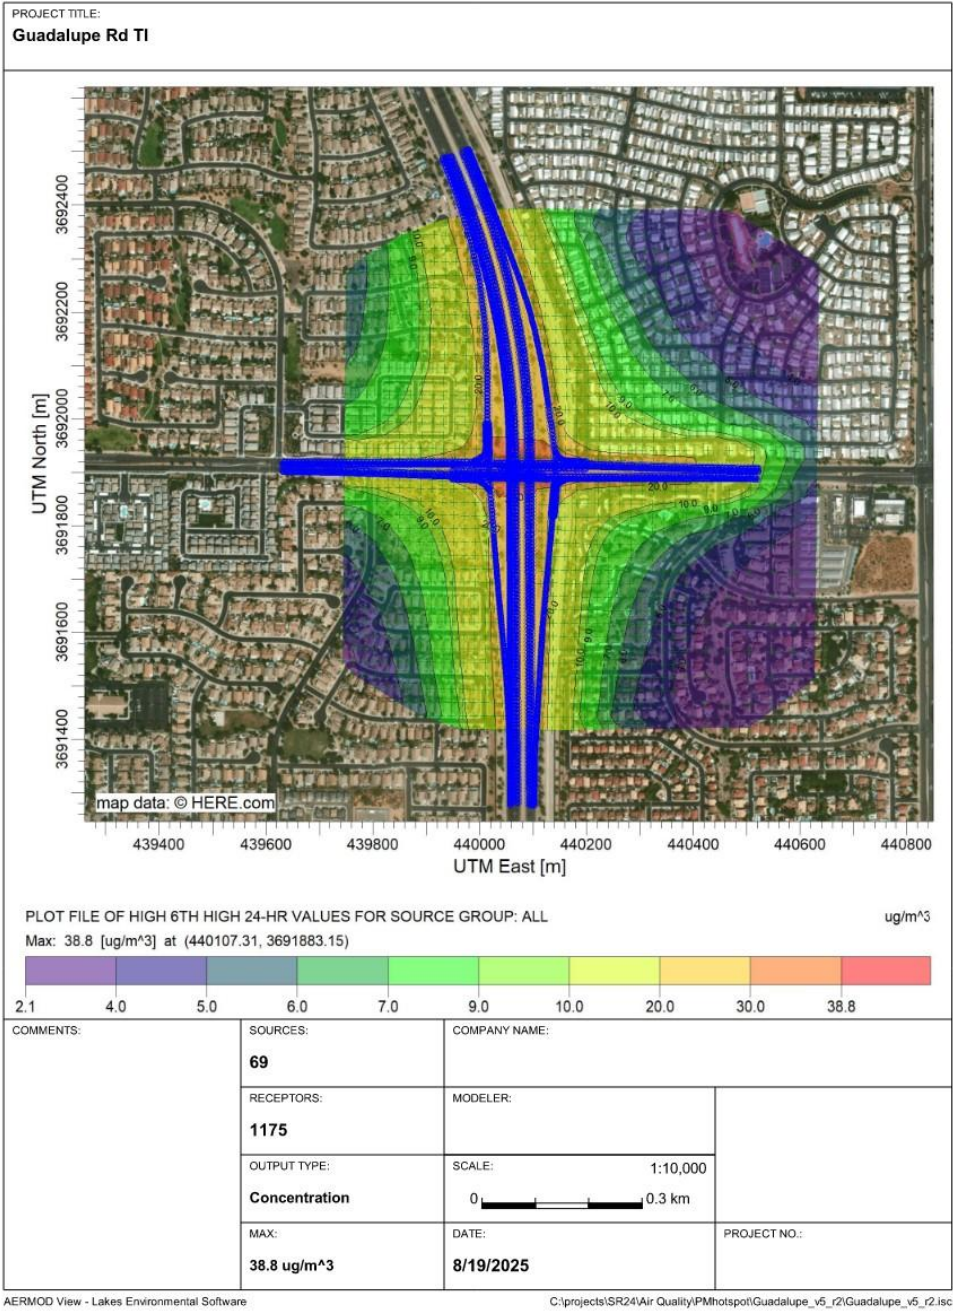 PROJECT TITLE:
Guadalupe Rd TI
UTM North [m]
3692400
3692200
3692000
3691800
3691600
3691400
map data: © HERE.com
439400 439600 439800 440000 440200 440400 440600 440800
UTM East [m]
PLOT FILE OF HIGH 6TH HIGH 24-HR VALUES FOR SOURCE GROUP: ALL ug/m^3
Max: 38.8 [ug/m^3] at (440107.31, 3691883.15)
2.1 4.0 5.0 6.0 7.0 9.0 10.0 20.0 30.0 38.8
COMMENTS:
SOURCES:
69
COMPANY NAME:
RECEPTORS:
1175
MODELER:
OUTPUT TYPE:
Concentration
SCALE: 1:10,000
0 0.3 km
MAX:
38.8 ug/m^3
DATE:
8/19/2025
PROJECT NO.:
AERMOD View - Lakes Environmental Software C:\projects\SR24\Air Quality\PMhotspot\Guadalupe_v5_r2\Guadalupe_v5_r2.isc